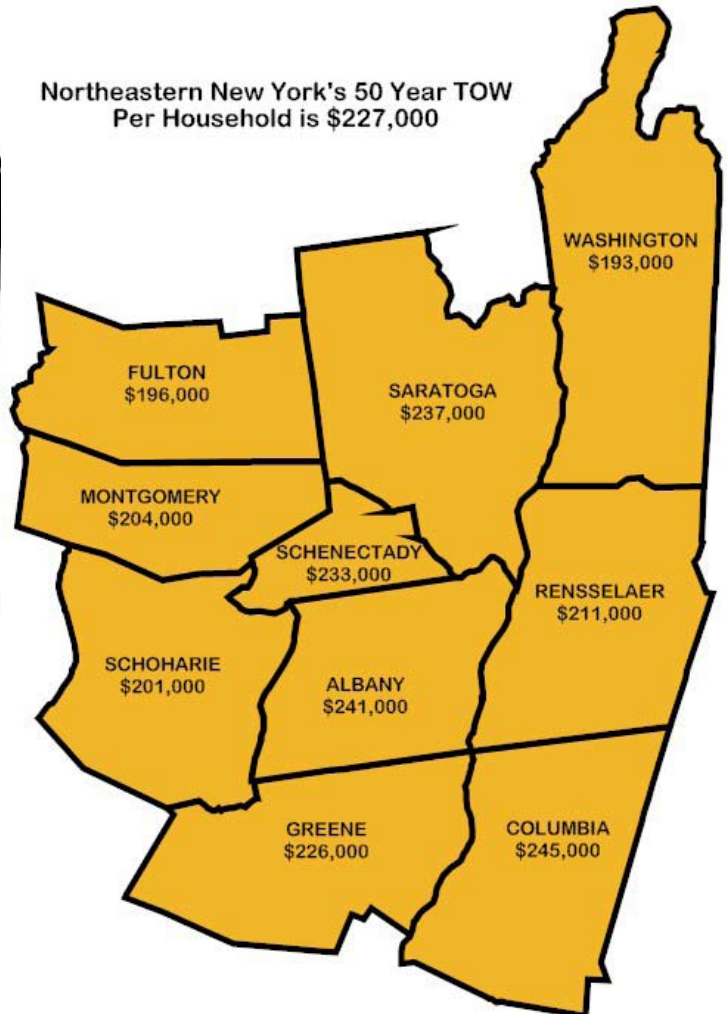 Northeastern New York's 50 Year TOW
Per Household is $227,000
WASHINGTON
$193,000
FULTON
$196,000
SARATOGA
$237,000
MONTGOMERY
$204,000
SCHENECTADY
$233,000
RENSSELAER
$211,000
SCHOHARIE
$201,000
ALBANY
$241,000
GREENE
$226,000
COLUMBIA
$245,000